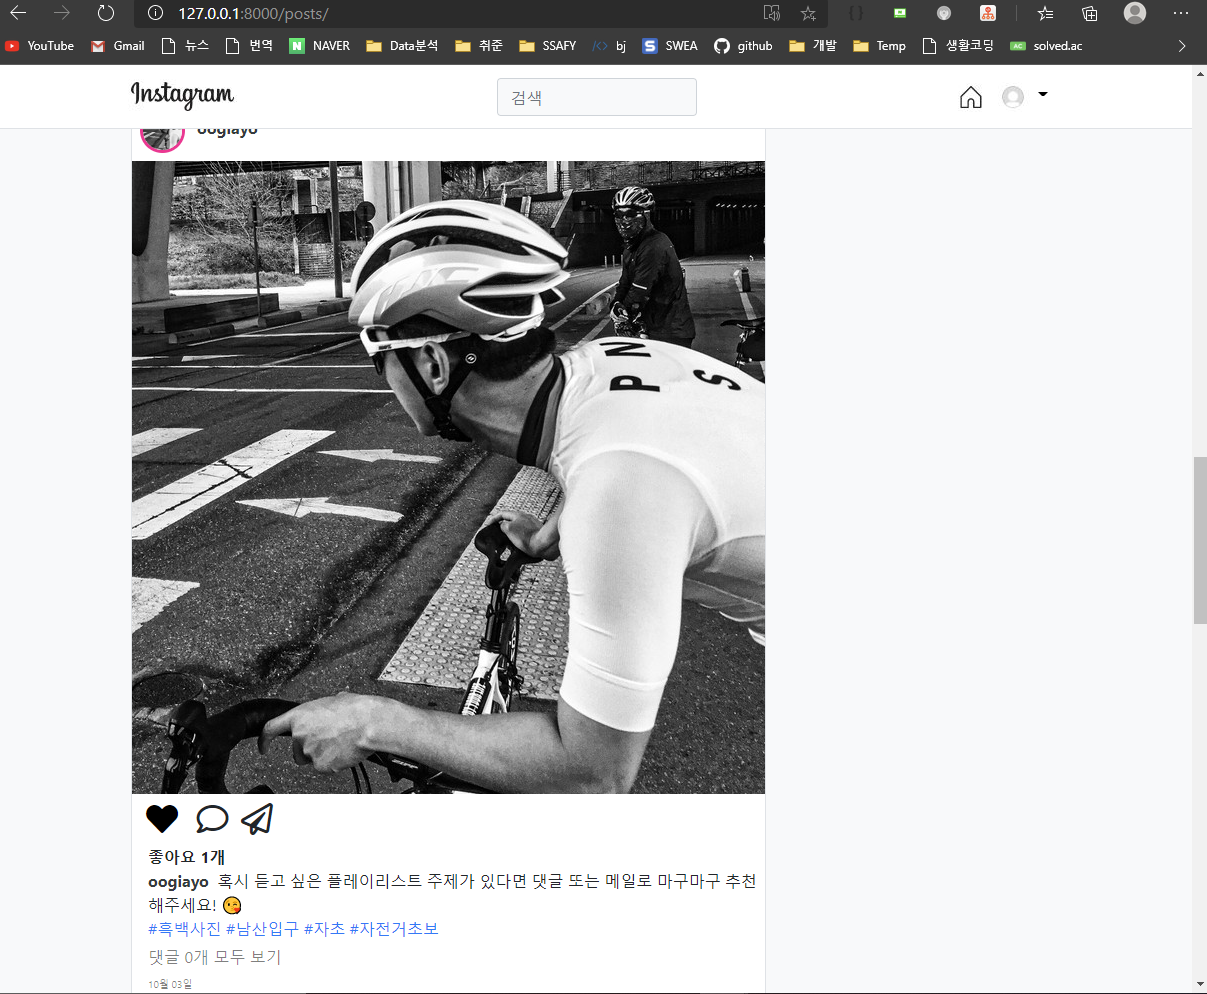 127.0.0.1:8000/posts/
YouTube Gmail 뉴스 번역 NAVER Data분석 취준 SSAFY bj SWEA github 개발 Temp 생활코딩 solved.ac
Instagram 검색
oogiayo
P N
S
좋아요 1개
oogiayo 혹시 듣고 싶은 플레이리스트 주제가 있다면 댓글 또는 메일로 마구마구 추천
해주세요! 😘
#흑백사진 #남산입구 #자초 #자전거초보
댓글 0개 모두 보기
10월 03일